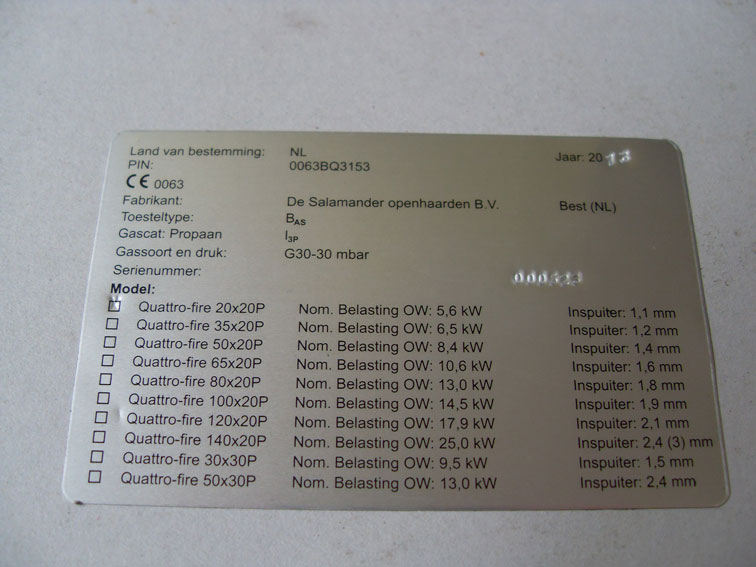 Land van bestemming: NL Jaar: 20
PIN: 0063BQ3153
CE 0063
Fabrikant: De Salamander openhaarden B.V. Best (NL)
Toesteltype: BAS
Gascat: Propaan I3P
Gassoort en druk: G30-30 mbar
Serienummer:
Model:
Quattro-fire 20x20P Nom. Belasting OW: 5,6 kW Inspuiter: 1,1 mm
Quattro-fire 35x20P Nom. Belasting OW: 6,5 kW Inspuiter: 1,2 mm
Quattro-fire 50x20P Nom. Belasting OW: 8,4 kW Inspuiter: 1,4 mm
Quattro-fire 65x20P Nom. Belasting OW: 10,6 kW Inspuiter: 1,6 mm
Quattro-fire 80x20P Nom. Belasting OW: 13,0 kW Inspuiter: 1,8 mm
Quattro-fire 100x20P Nom. Belasting OW: 14,5 kW Inspuiter: 1,9 mm
Quattro-fire 120x20P Nom. Belasting OW: 17,9 kW Inspuiter: 2,1 mm
Quattro-fire 140x20P Nom. Belasting OW: 25,0 kW Inspuiter: 2,4 (3) mm
Quattro-fire 30x30P Nom. Belasting OW: 9,5 kW Inspuiter: 1,5 mm
Quattro-fire 50x30P Nom. Belasting OW: 13,0 kW Inspuiter: 2,4 mm